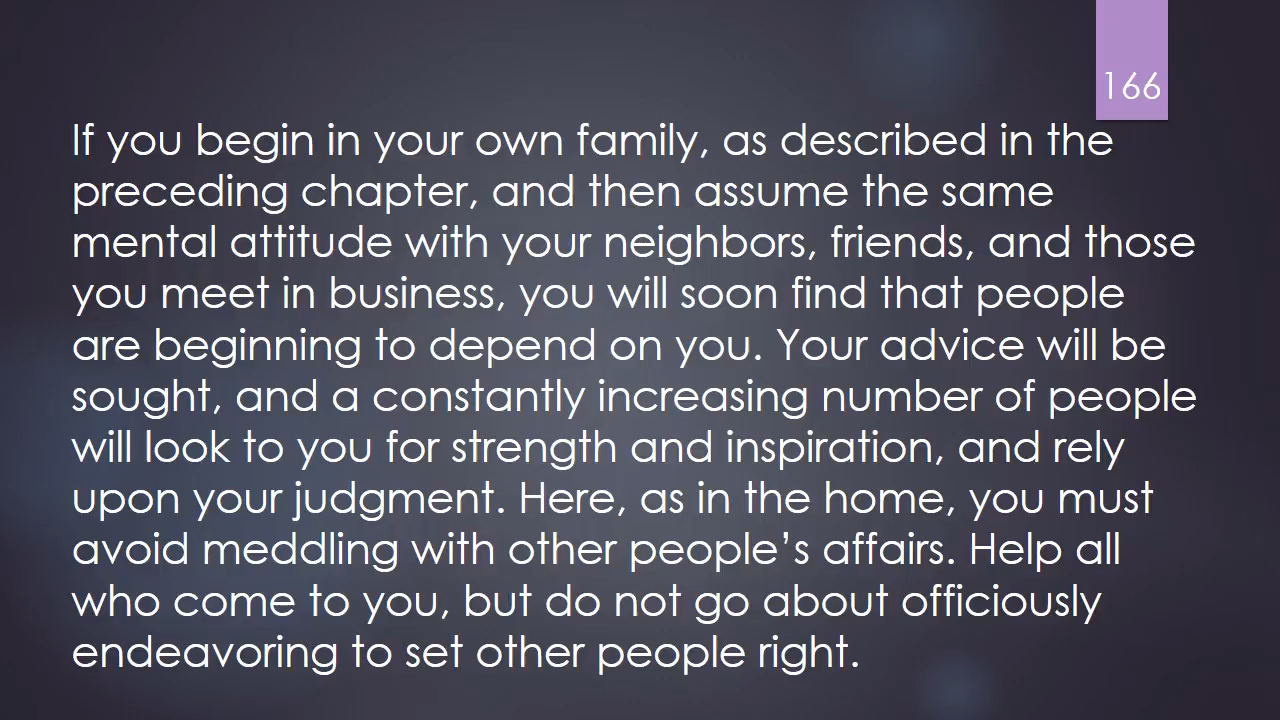 166
If you begin in your own family, as described in the
preceding chapter, and then assume the same
mental attitude with your neighbors, friends, and those
you meet in business, you will soon find that people
are beginning to depend on you. Your advice will be
sought, and a constantly increasing number of people
will look to you for strength and inspiration, and rely
upon your judgment. Here, as in the home, you must
avoid meddling with other people’s affairs. Help all
who come to you, but do not go about officiously
endeavoring to set other people right.